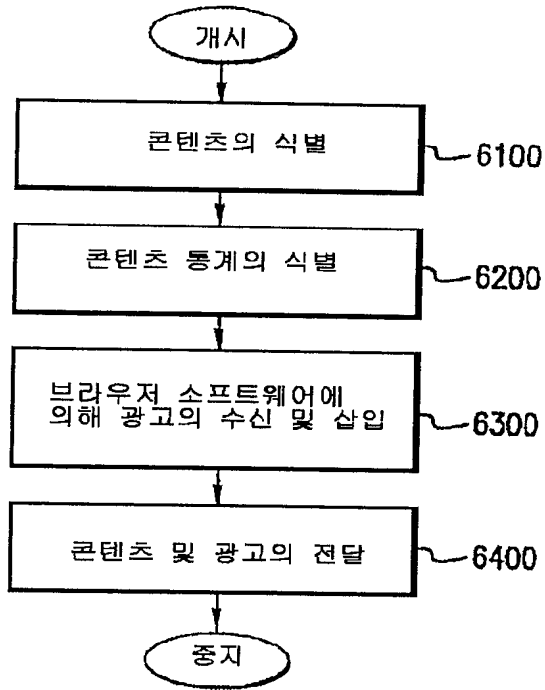 개시
콘텐츠의 식별
6100
콘텐츠 통계의 식별
6200
브라우저 소프트웨어에
의해 광고의 수신 및 삽입
6300
콘텐츠 및 광고의 전달
6400
중지